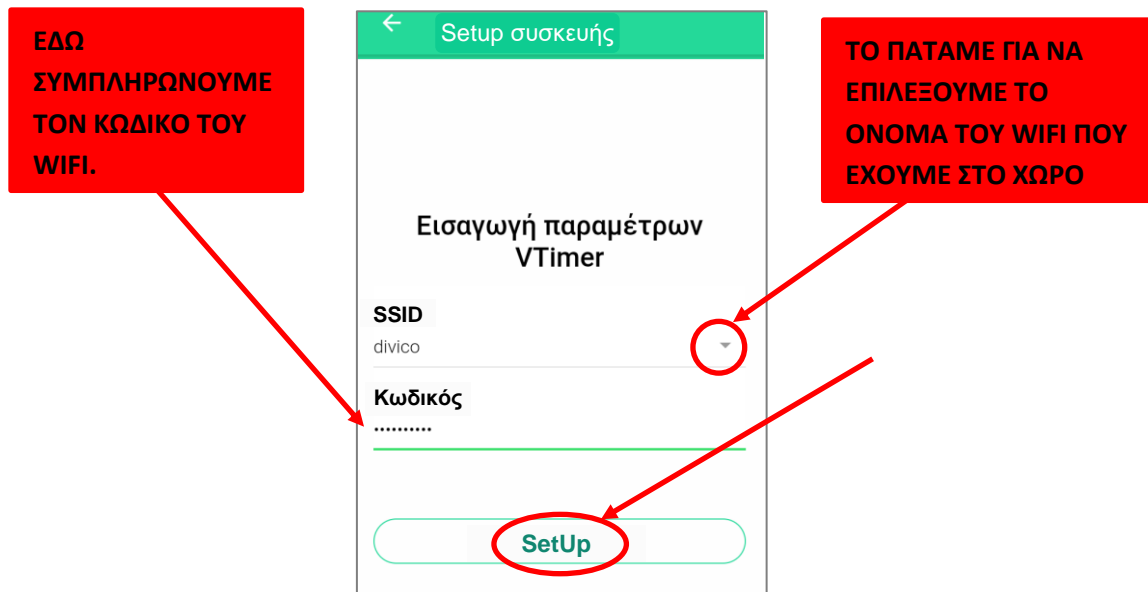 ΕΔΩ
ΣΥΜΠΛΗΡΩΝΟΥΜΕ
ΤΟΝ ΚΩΔΙΚΟ ΤΟΥ
WIFI.
Setup συσκευής
ΤΟ ΠΑΤΑΜΕ ΓΙΑ ΝΑ
ΕΠΙΛΕΞΟΥΜΕ ΤΟ
ΟΝΟΜΑ ΤΟΥ WIFI ΠΟΥ
ΕΧΟΥΜΕ ΣΤΟ ΧΩΡΟ
Εισαγωγή παραμέτρων
VTimer
SSID
divico
Κωδικός
..........
SetUp